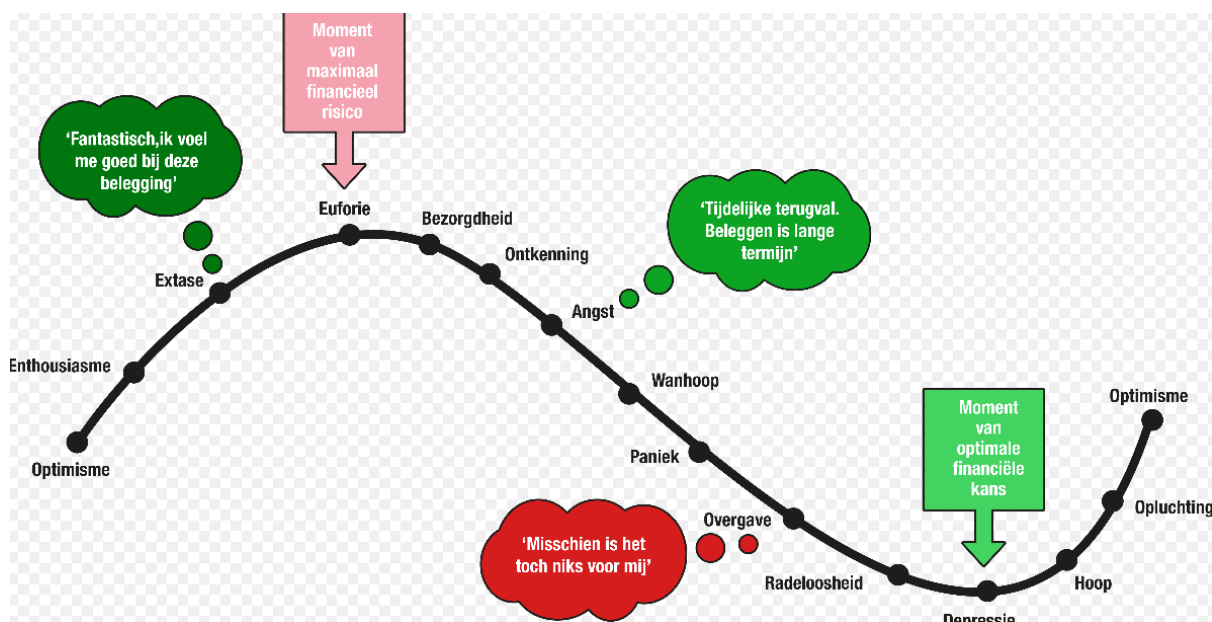 Moment
van
maximaal
financieel
risico
‘Fantastisch,ik voel
me goed bij deze
belegging’
Euforie
Bezorgdheid
‘Tijdelijke terugval.
Beleggen is lange
termijn’
Ontkenning
Extase
Angst
Enthousiasme
Wanhoop
Optimisme
Moment
van
optimale
financiële
kans
Optimisme
Paniek
Overgave
Opluchting
‘Misschien is het
toch niks voor mij’
Radeloosheid
Hoop
Depressie